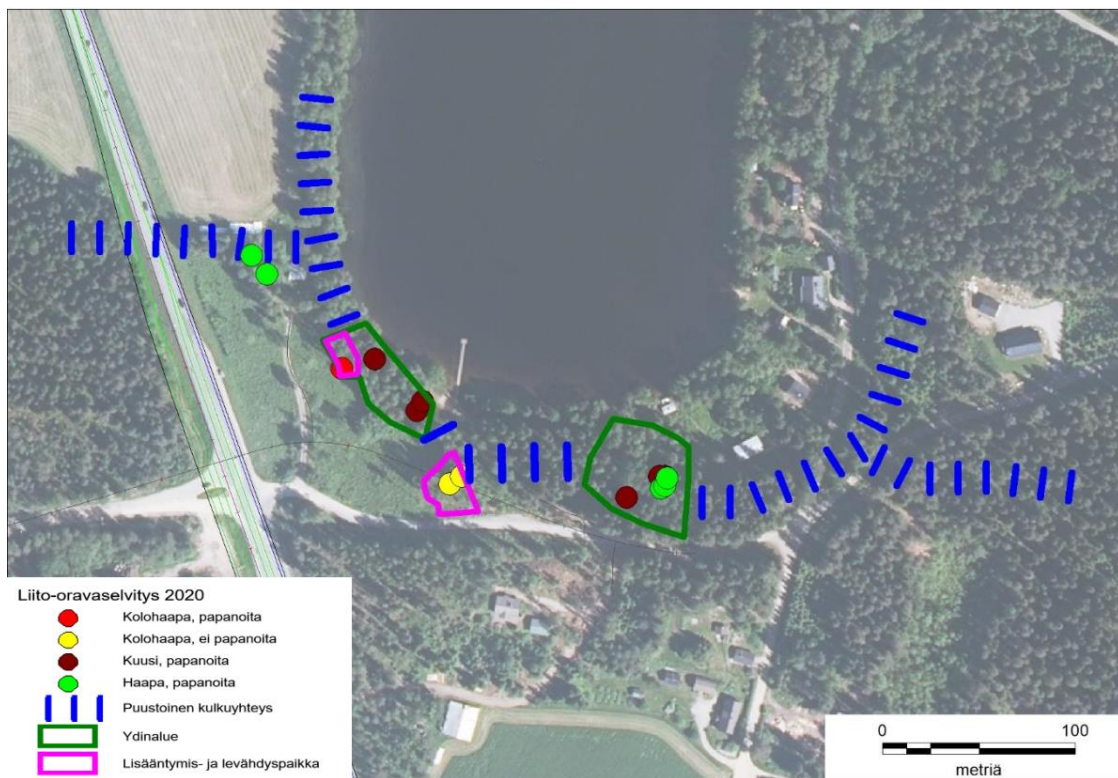 Liito-oravaselvitys 2020
Kolohaapa, papanoita
Kolohaapa, ei papanoita
Kuusi, papanoita
Haapa, papanoita
Puustoinen kulkuyhteys
Ydinalue
Lisääntymis- ja levähdyspaikka
0 100
metriä